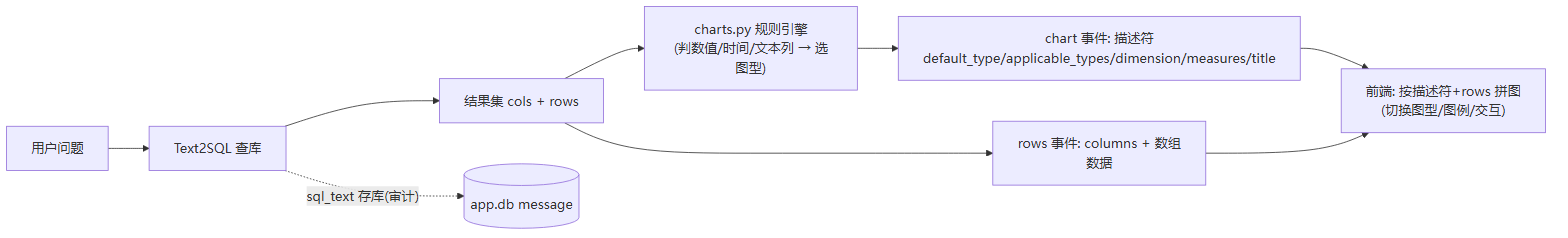 用户问题
Text2SQL 查库
sql_text 存库(审计)
结果集 cols + rows
app.db message
charts.py 规则引擎
(判数值/时间/文本列 → 选
图型)
chart 事件: 描述符
default_type/applicable_types/dimension/measures/title
rows 事件: columns + 数组
数据
前端: 按描述符+rows 拼图
(切换图型/图例/交互)